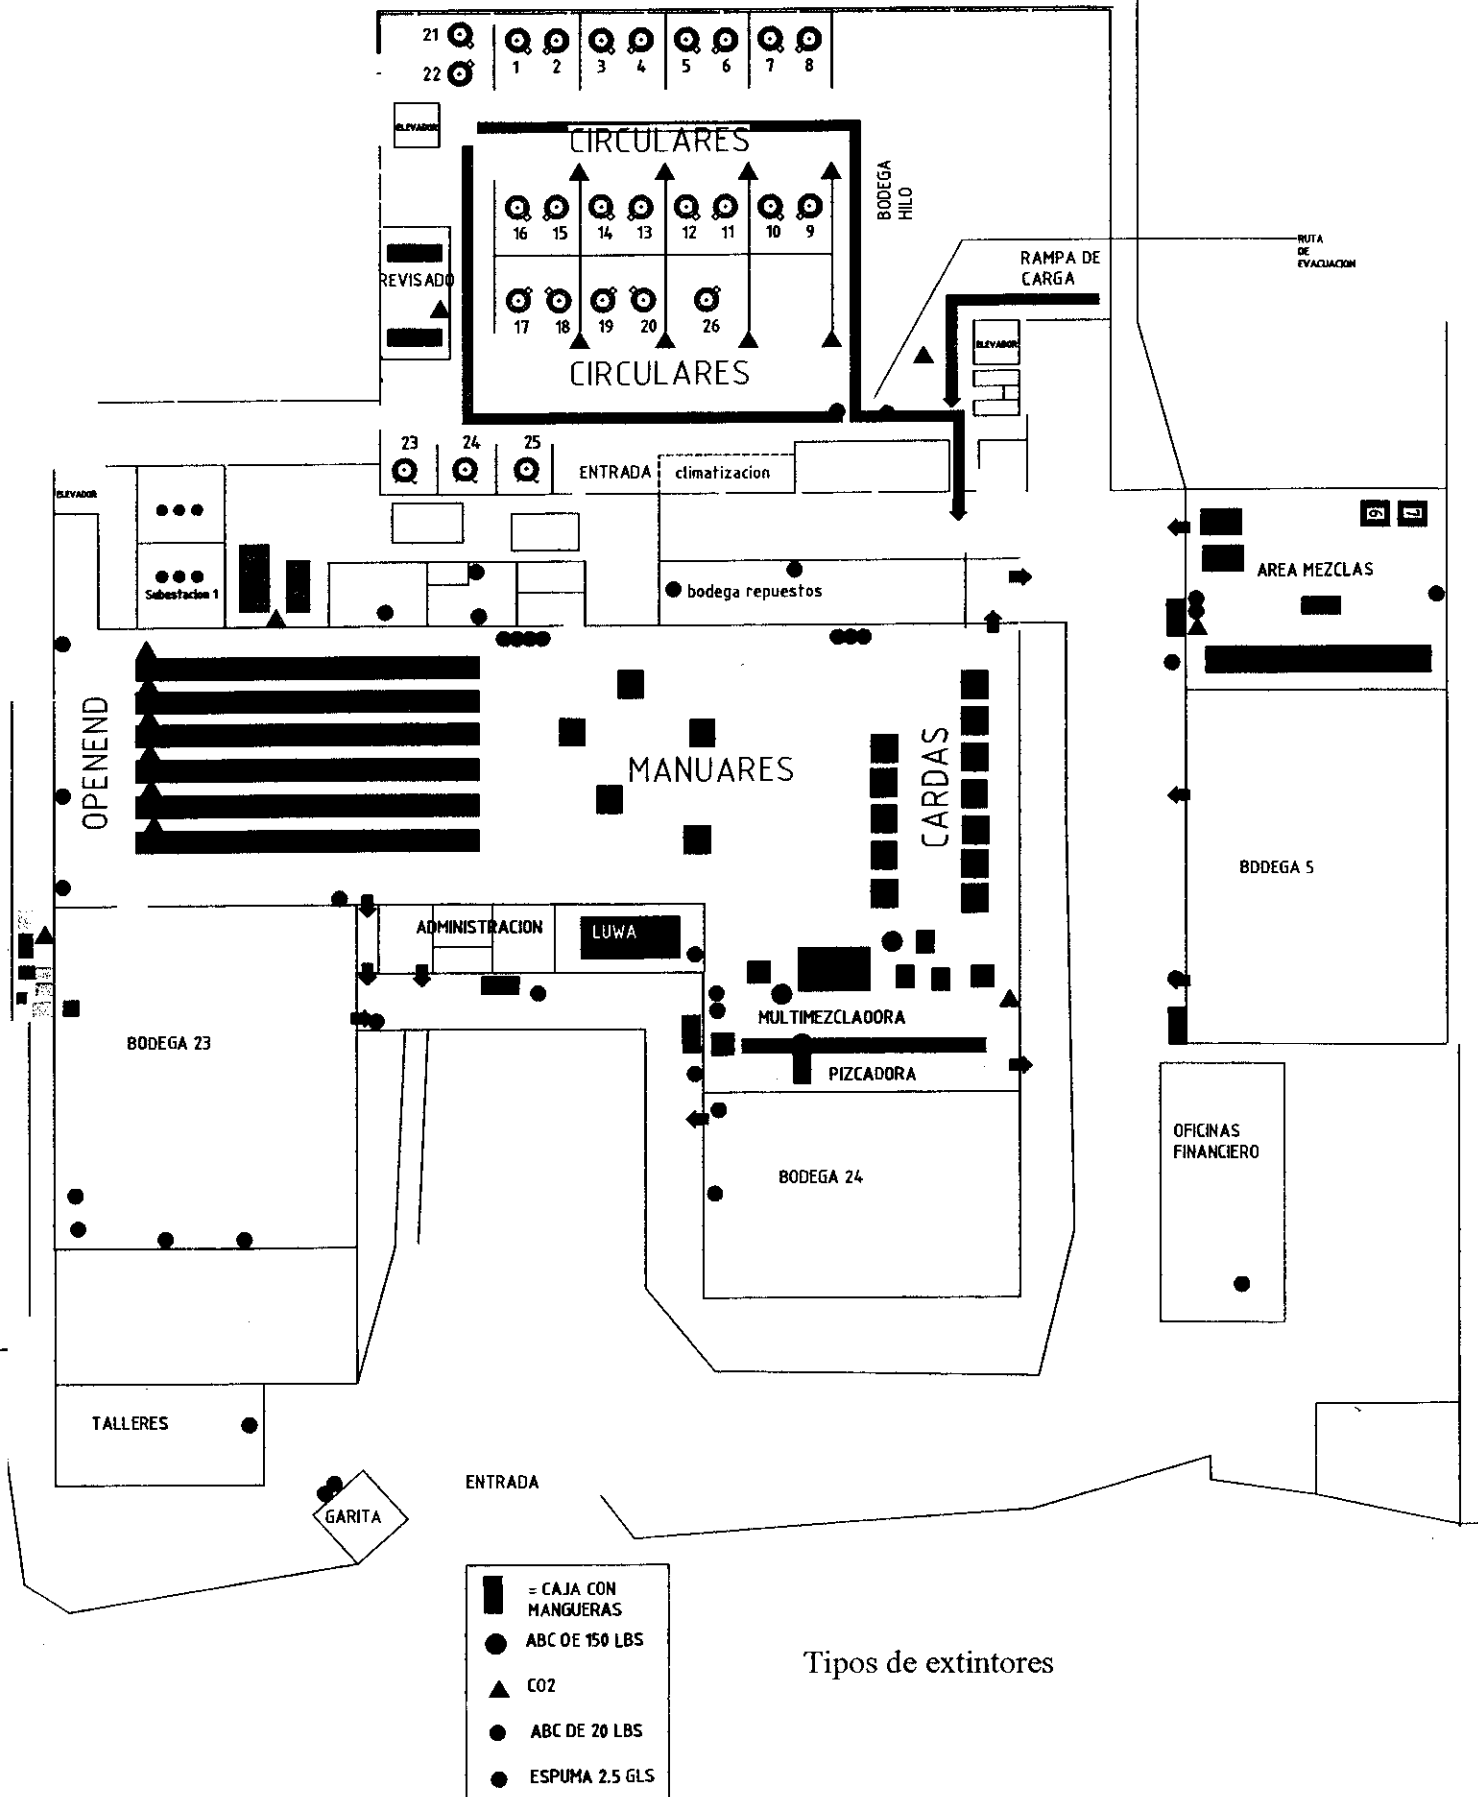 21
1 2 3 4 5 6 7 8
22
ELEVADOR
CIRCULARES
BODEGA
HILO
16 15 14 13 12 11 10 9
RUTA
DE
EVACUACION
RAMPA DE
CARGA
REVISADO
17 18 19 20 26
ELEVADOR
CIRCULARES
23 24 25
ENTRADA
climatizacion
ELEVADOR
AREA MEZCLAS
Subestacion 1
bodega repuestos
OPENEND
MANUARES
CARDAS
BODEGA 5
ADMINISTRACION
LUWA
MULTIMEZCLADORA
BODEGA 23
PIZCADORA
OFICINAS
FINANCIERO
BODEGA 24
TALLERES
ENTRADA
GARITA
= CAJA CON
MANGUERAS
ABC DE 150 LBS
Tipos de extintores
CO2
ABC DE 20 LBS
ESPUMA 2.5 GLS